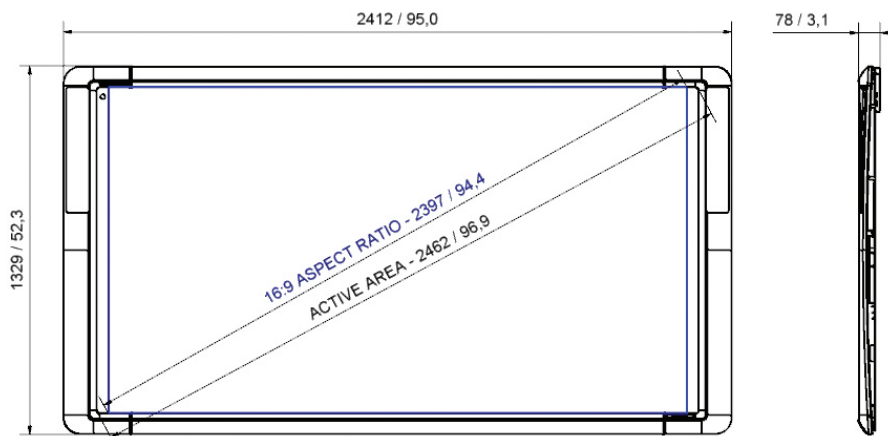 2412 / 95,0
78 / 3,1
1329 / 52,3
16:9 ASPECT RATIO - 2397 / 94,4
ACTIVE AREA - 2462 / 96,9